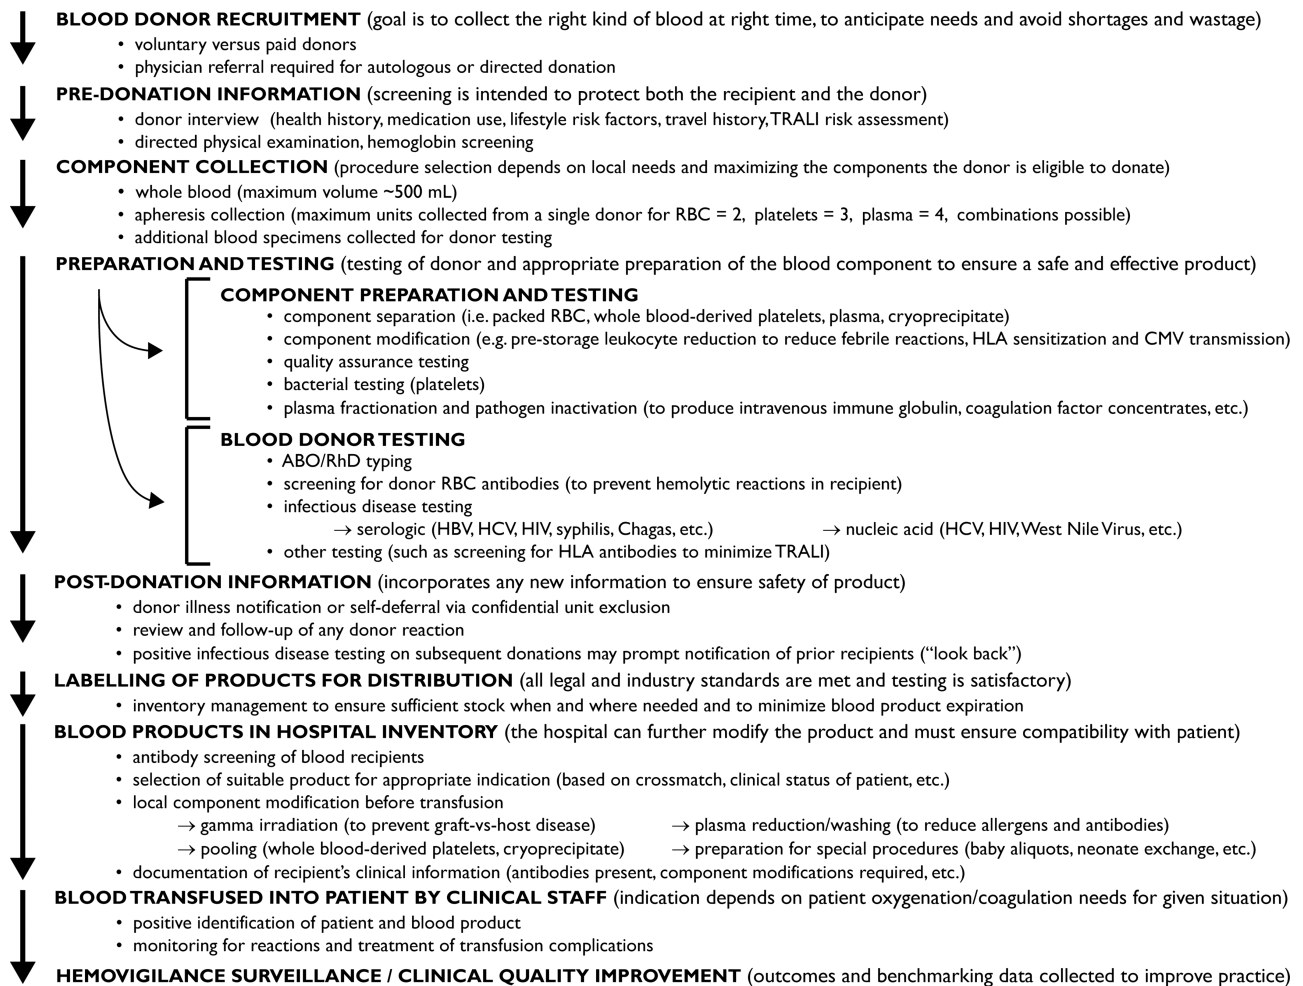 BLOOD DONOR RECRUITMENT (goal is to collect the right kind of blood at right time, to anticipate needs and avoid shortages and wastage)
• voluntary versus paid donors
• physician referral required for autologous or directed donation
PRE-DONATION INFORMATION (screening is intended to protect both the recipient and the donor)
• donor interview (health history, medication use, lifestyle risk factors, travel history, TRALI risk assessment)
• directed physical examination, hemoglobin screening
COMPONENT COLLECTION (procedure selection depends on local needs and maximizing the components the donor is eligible to donate)
• whole blood (maximum volume ~500 mL)
• apheresis collection (maximum units collected from a single donor for RBC = 2, platelets = 3, plasma = 4, combinations possible)
• additional blood specimens collected for donor testing
PREPARATION AND TESTING (testing of donor and appropriate preparation of the blood component to ensure a safe and effective product)
COMPONENT PREPARATION AND TESTING
• component separation (i.e. packed RBC, whole blood-derived platelets, plasma, cryoprecipitate)
• component modification (e.g. pre-storage leukocyte reduction to reduce febrile reactions, HLA sensitization and CMV transmission)
• quality assurance testing
• bacterial testing (platelets)
• plasma fractionation and pathogen inactivation (to produce intravenous immune globulin, coagulation factor concentrates, etc.)
BLOOD DONOR TESTING
• ABO/RhD typing
• screening for donor RBC antibodies (to prevent hemolytic reactions in recipient)
• infectious disease testing
→ serologic (HBV, HCV, HIV, syphilis, Chagas, etc.) → nucleic acid (HCV, HIV, West Nile Virus, etc.)
• other testing (such as screening for HLA antibodies to minimize TRALI)
POST-DONATION INFORMATION (incorporates any new information to ensure safety of product)
• donor illness notification or self-deferral via confidential unit exclusion
• review and follow-up of any donor reaction
• positive infectious disease testing on subsequent donations may prompt notification of prior recipients (“look back”)
LABELLING OF PRODUCTS FOR DISTRIBUTION (all legal and industry standards are met and testing is satisfactory)
• inventory management to ensure sufficient stock when and where needed and to minimize blood product expiration
BLOOD PRODUCTS IN HOSPITAL INVENTORY (the hospital can further modify the product and must ensure compatibility with patient)
• antibody screening of blood recipients
• selection of suitable product for appropriate indication (based on crossmatch, clinical status of patient, etc.)
• local component modification before transfusion
→ gamma irradiation (to prevent graft-vs-host disease) → plasma reduction/washing (to reduce allergens and antibodies)
→ pooling (whole blood-derived platelets, cryoprecipitate) → preparation for special procedures (baby aliquots, neonate exchange, etc.)
• documentation of recipient's clinical information (antibodies present, component modifications required, etc.)
BLOOD TRANSFUSED INTO PATIENT BY CLINICAL STAFF (indication depends on patient oxygenation/coagulation needs for given situation)
• positive identification of patient and blood product
• monitoring for reactions and treatment of transfusion complications
HEMOVIGILANCE SURVEILLANCE / CLINICAL QUALITY IMPROVEMENT (outcomes and benchmarking data collected to improve practice)